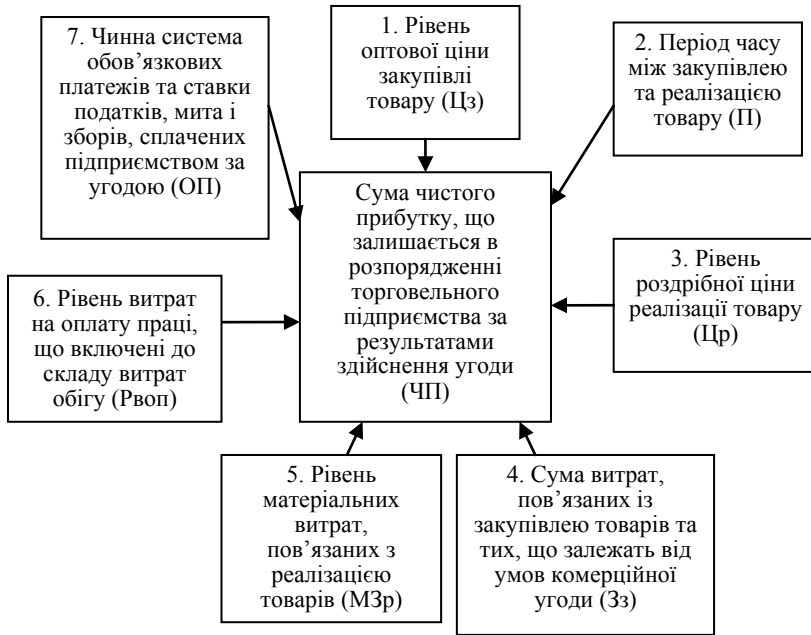 7. Чинна система
обов’язкових
платежів та ставки
податків, мита і
зборів, сплачених
підприємством за
угодою (ОП)
1. Рівень
оптової ціни
закупівлі
товару (Цз)
2. Період часу
між закупівлею
та реалізацією
товару (П)
Сума чистого
прибутку, що
залишається в
розпорядженні
торговельного
підприємства за
результатами
здійснення угоди
(ЧП)
3. Рівень
роздрібної ціни
реалізації товару
(Цр)
6. Рівень витрат
на оплату праці,
що включені до
складу витрат
обігу (Рвоп)
5. Рівень
матеріальних
витрат,
пов’язаних з
реалізацією
товарів (МЗр)
4. Сума витрат,
пов’язаних із
закупівлею товарів та
тих, що залежать від
умов комерційної
угоди (Зз)